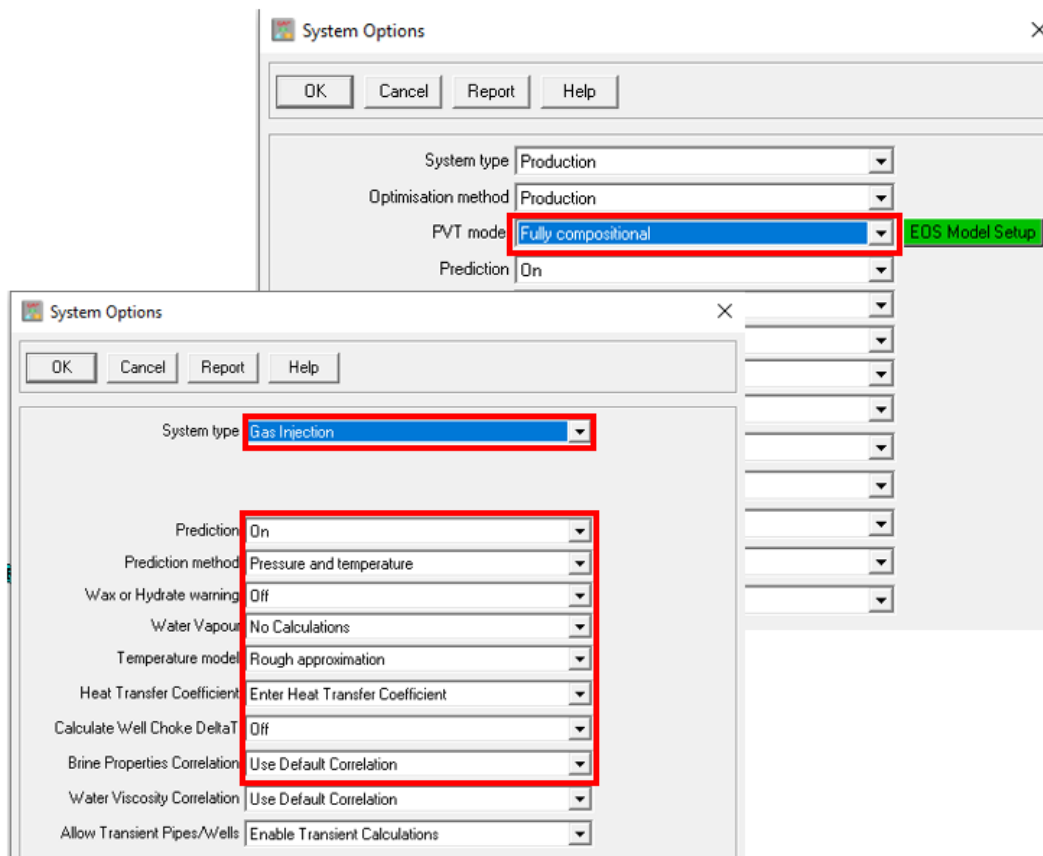 System Options
OK Cancel Report Help
System type Production
Optimisation method Production
PVT mode Fully compositional EOS Model Setup
Prediction On
System Options
OK Cancel Report Help
System type Gas Injection
Prediction On
Prediction method Pressure and temperature
Wax or Hydrate warning Off
Water Vapour No Calculations
Temperature model Rough approximation
Heat Transfer Coefficient Enter Heat Transfer Coefficient
Calculate Well Choke DeltaT Off
Brine Properties Correlation Use Default Correlation
Water Viscosity Correlation Use Default Correlation
Allow Transient Pipes/Wells Enable Transient Calculations